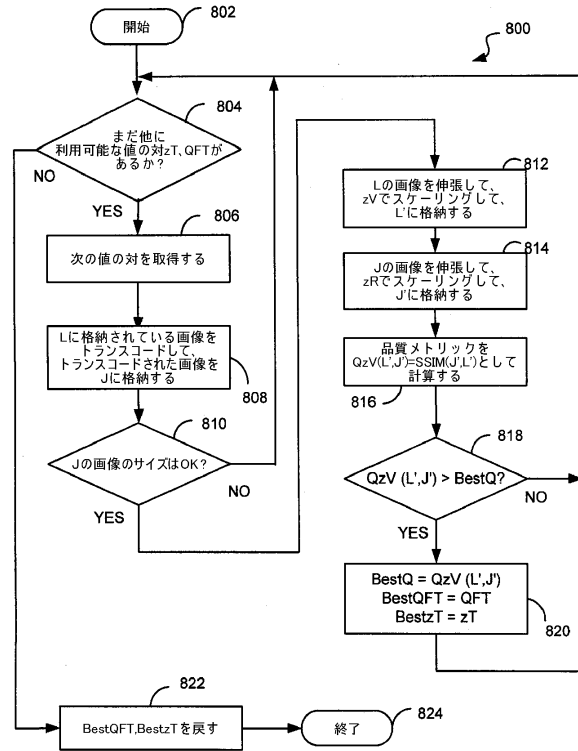 開始
802
800
804
まだ他に
利用可能な値の対zT、QFTが
あるか?
NO
YES
806
次の値の対を取得する
Lに格納されている画像を
トランスコードして、
トランスコードされた画像を
Jに格納する
808
810
Jの画像のサイズはOK?
NO
YES
812
Lの画像を伸張して、
zVでスケーリングして、
L'に格納する
814
Jの画像を伸張して、
zRでスケーリングして、
J'に格納する
品質メトリックを
QzV(L',J')=SSIM(J',L')として
計算する
816
818
QzV (L',J') > BestQ?
NO
YES
BestQ = QzV (L',J')
BestQFT = QFT
BestzT = zT
820
822
BestQFT,BestzTを戻す
終了
824